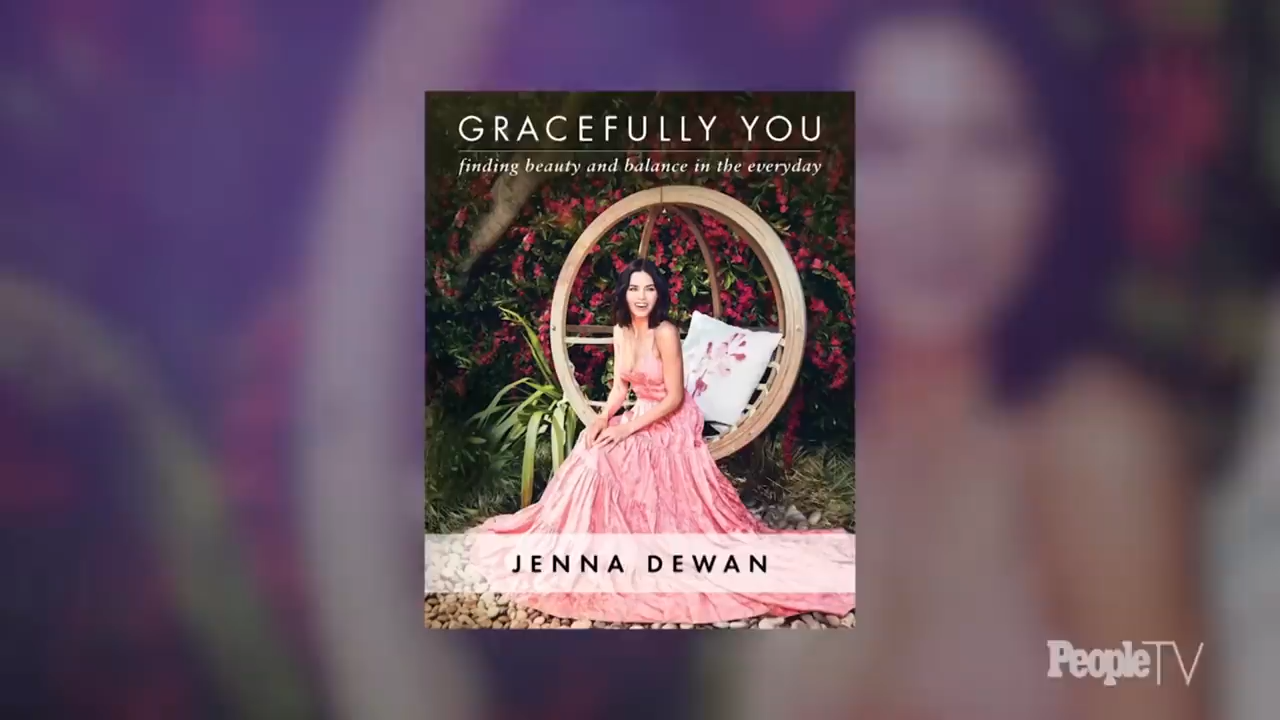 GRACEFULLY YOU
finding beauty and balance in the everyday
JENNA DEWAN
PeopleTV